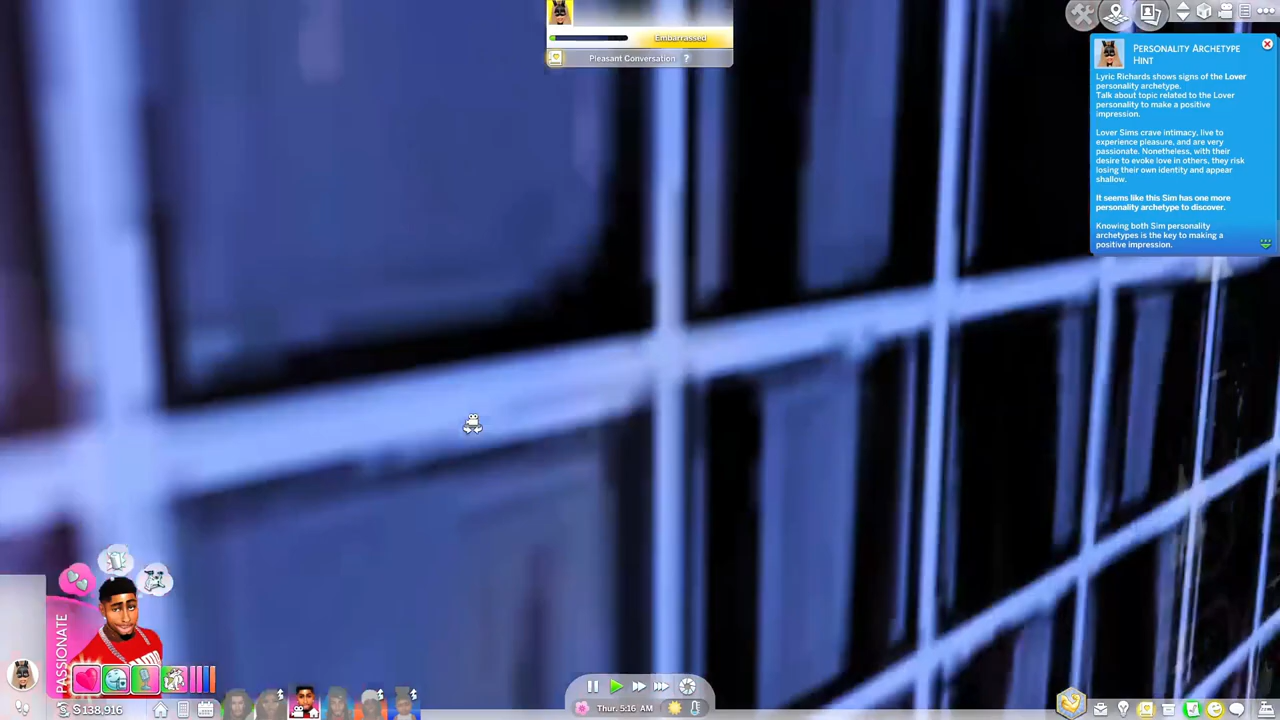 Embarrassed
Pleasant Conversation ?
PERSONALITY ARCHETYPE
HINT
Lyric Richards shows signs of the Lover
personality archetype.
Talk about topic related to the Lover
personality to make a positive
impression.
Lover Sims crave intimacy, live to
experience pleasure, and are very
passionate. Nonetheless, with their
desire to evoke love in others, they risk
losing their own identity and appear
shallow.
It seems like this Sim has one more
personality archetype to discover.
Knowing both Sim personality
archetypes is the key to making a
positive impression.
PASSIONATE
§138,916
Thur. 5:16 AM